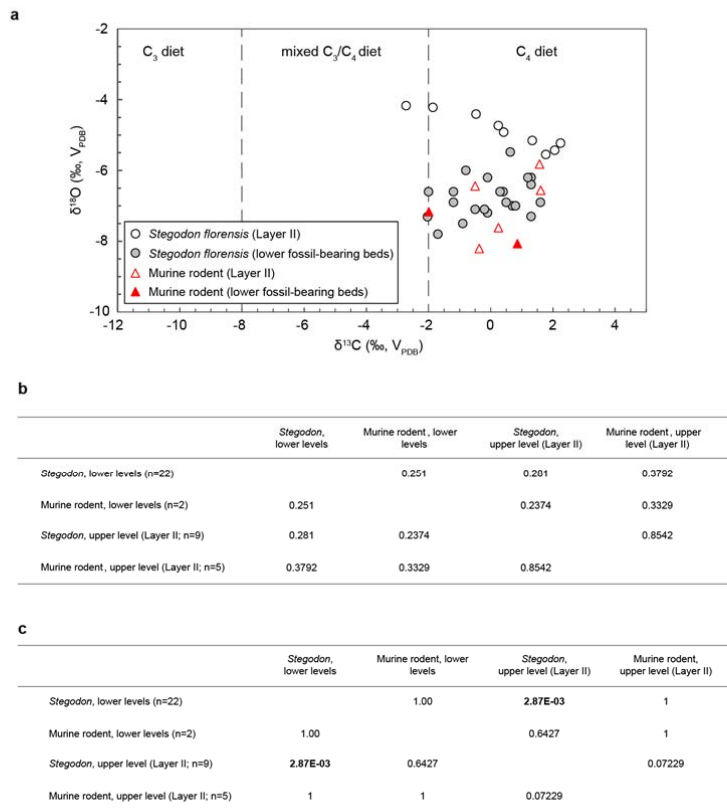 a
-2
C₃ diet mixed C₃/C₄ diet C₄ diet
-4
δ¹⁸O (‰, V_PDB)
-6
-8
Stegodon florensis (Layer II)
Stegodon florensis (lower fossil-bearing beds)
Murine rodent (Layer II)
Murine rodent (lower fossil-bearing beds)
-10
-12 -10 -8 -6 -4 -2 0 2 4
δ¹³C (‰, V_PDB)
b
Stegodon, lower levels Murine rodent, lower levels Stegodon, upper level (Layer II) Murine rodent, upper level (Layer II)
Stegodon, lower levels (n=22) 0.251 0.281 0.3792
Murine rodent, lower levels (n=2) 0.251 0.2374 0.3329
Stegodon, upper level (Layer II; n=9) 0.281 0.2374 0.8542
Murine rodent, upper level (Layer II; n=5) 0.3792 0.3329 0.8542
c
Stegodon, lower levels Murine rodent, lower levels Stegodon, upper level (Layer II) Murine rodent, upper level (Layer II)
Stegodon, lower levels (n=22) 1.00 2.87E-03 1
Murine rodent, lower levels (n=2) 1.00 0.6427 1
Stegodon, upper level (Layer II; n=9) 2.87E-03 0.6427 0.07229
Murine rodent, upper level (Layer II; n=5) 1 1 0.07229